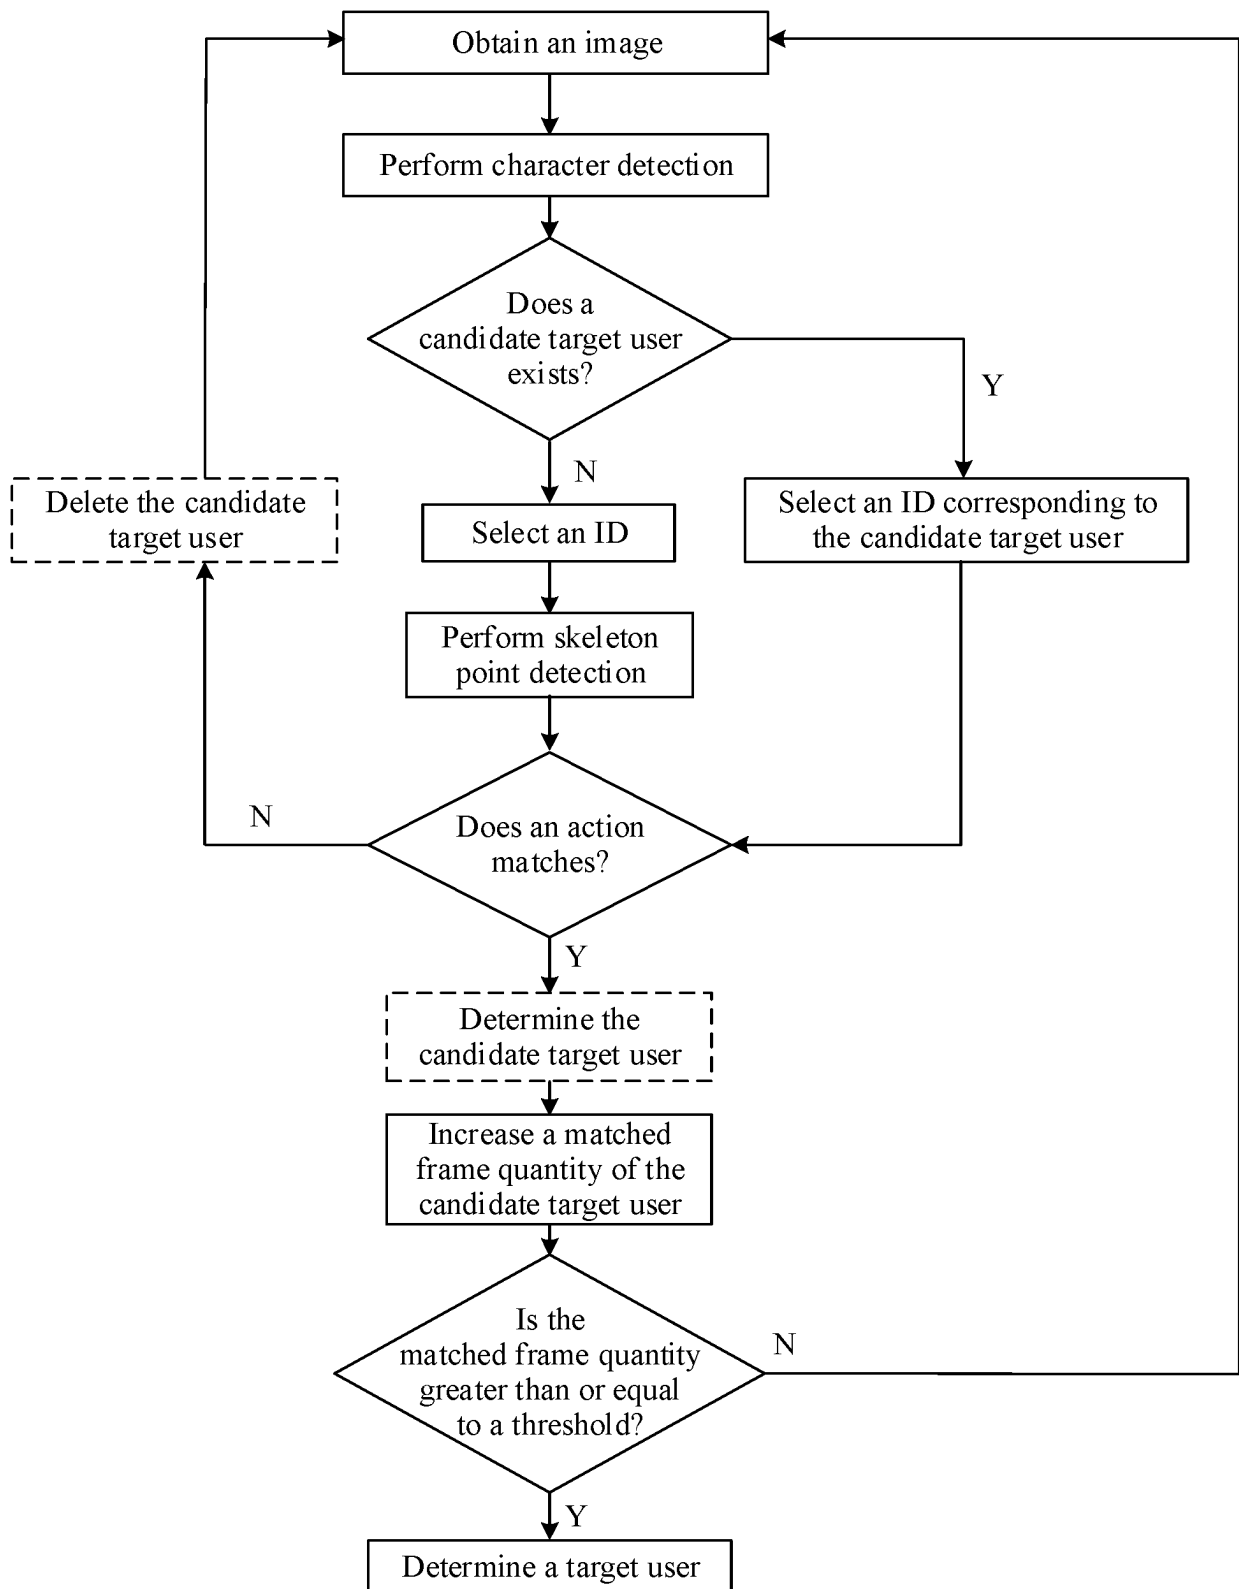 Obtain an image
Perform character detection
Does a
candidate target user
exists?
Y
N
Delete the candidate
target user
Select an ID
Select an ID corresponding to
the candidate target user
Perform skeleton
point detection
N
Does an action
matches?
Y
Determine the
candidate target user
Increase a matched
frame quantity of the
candidate target user
Is the
matched frame quantity
greater than or equal
to a threshold?
N
Y
Determine a target user